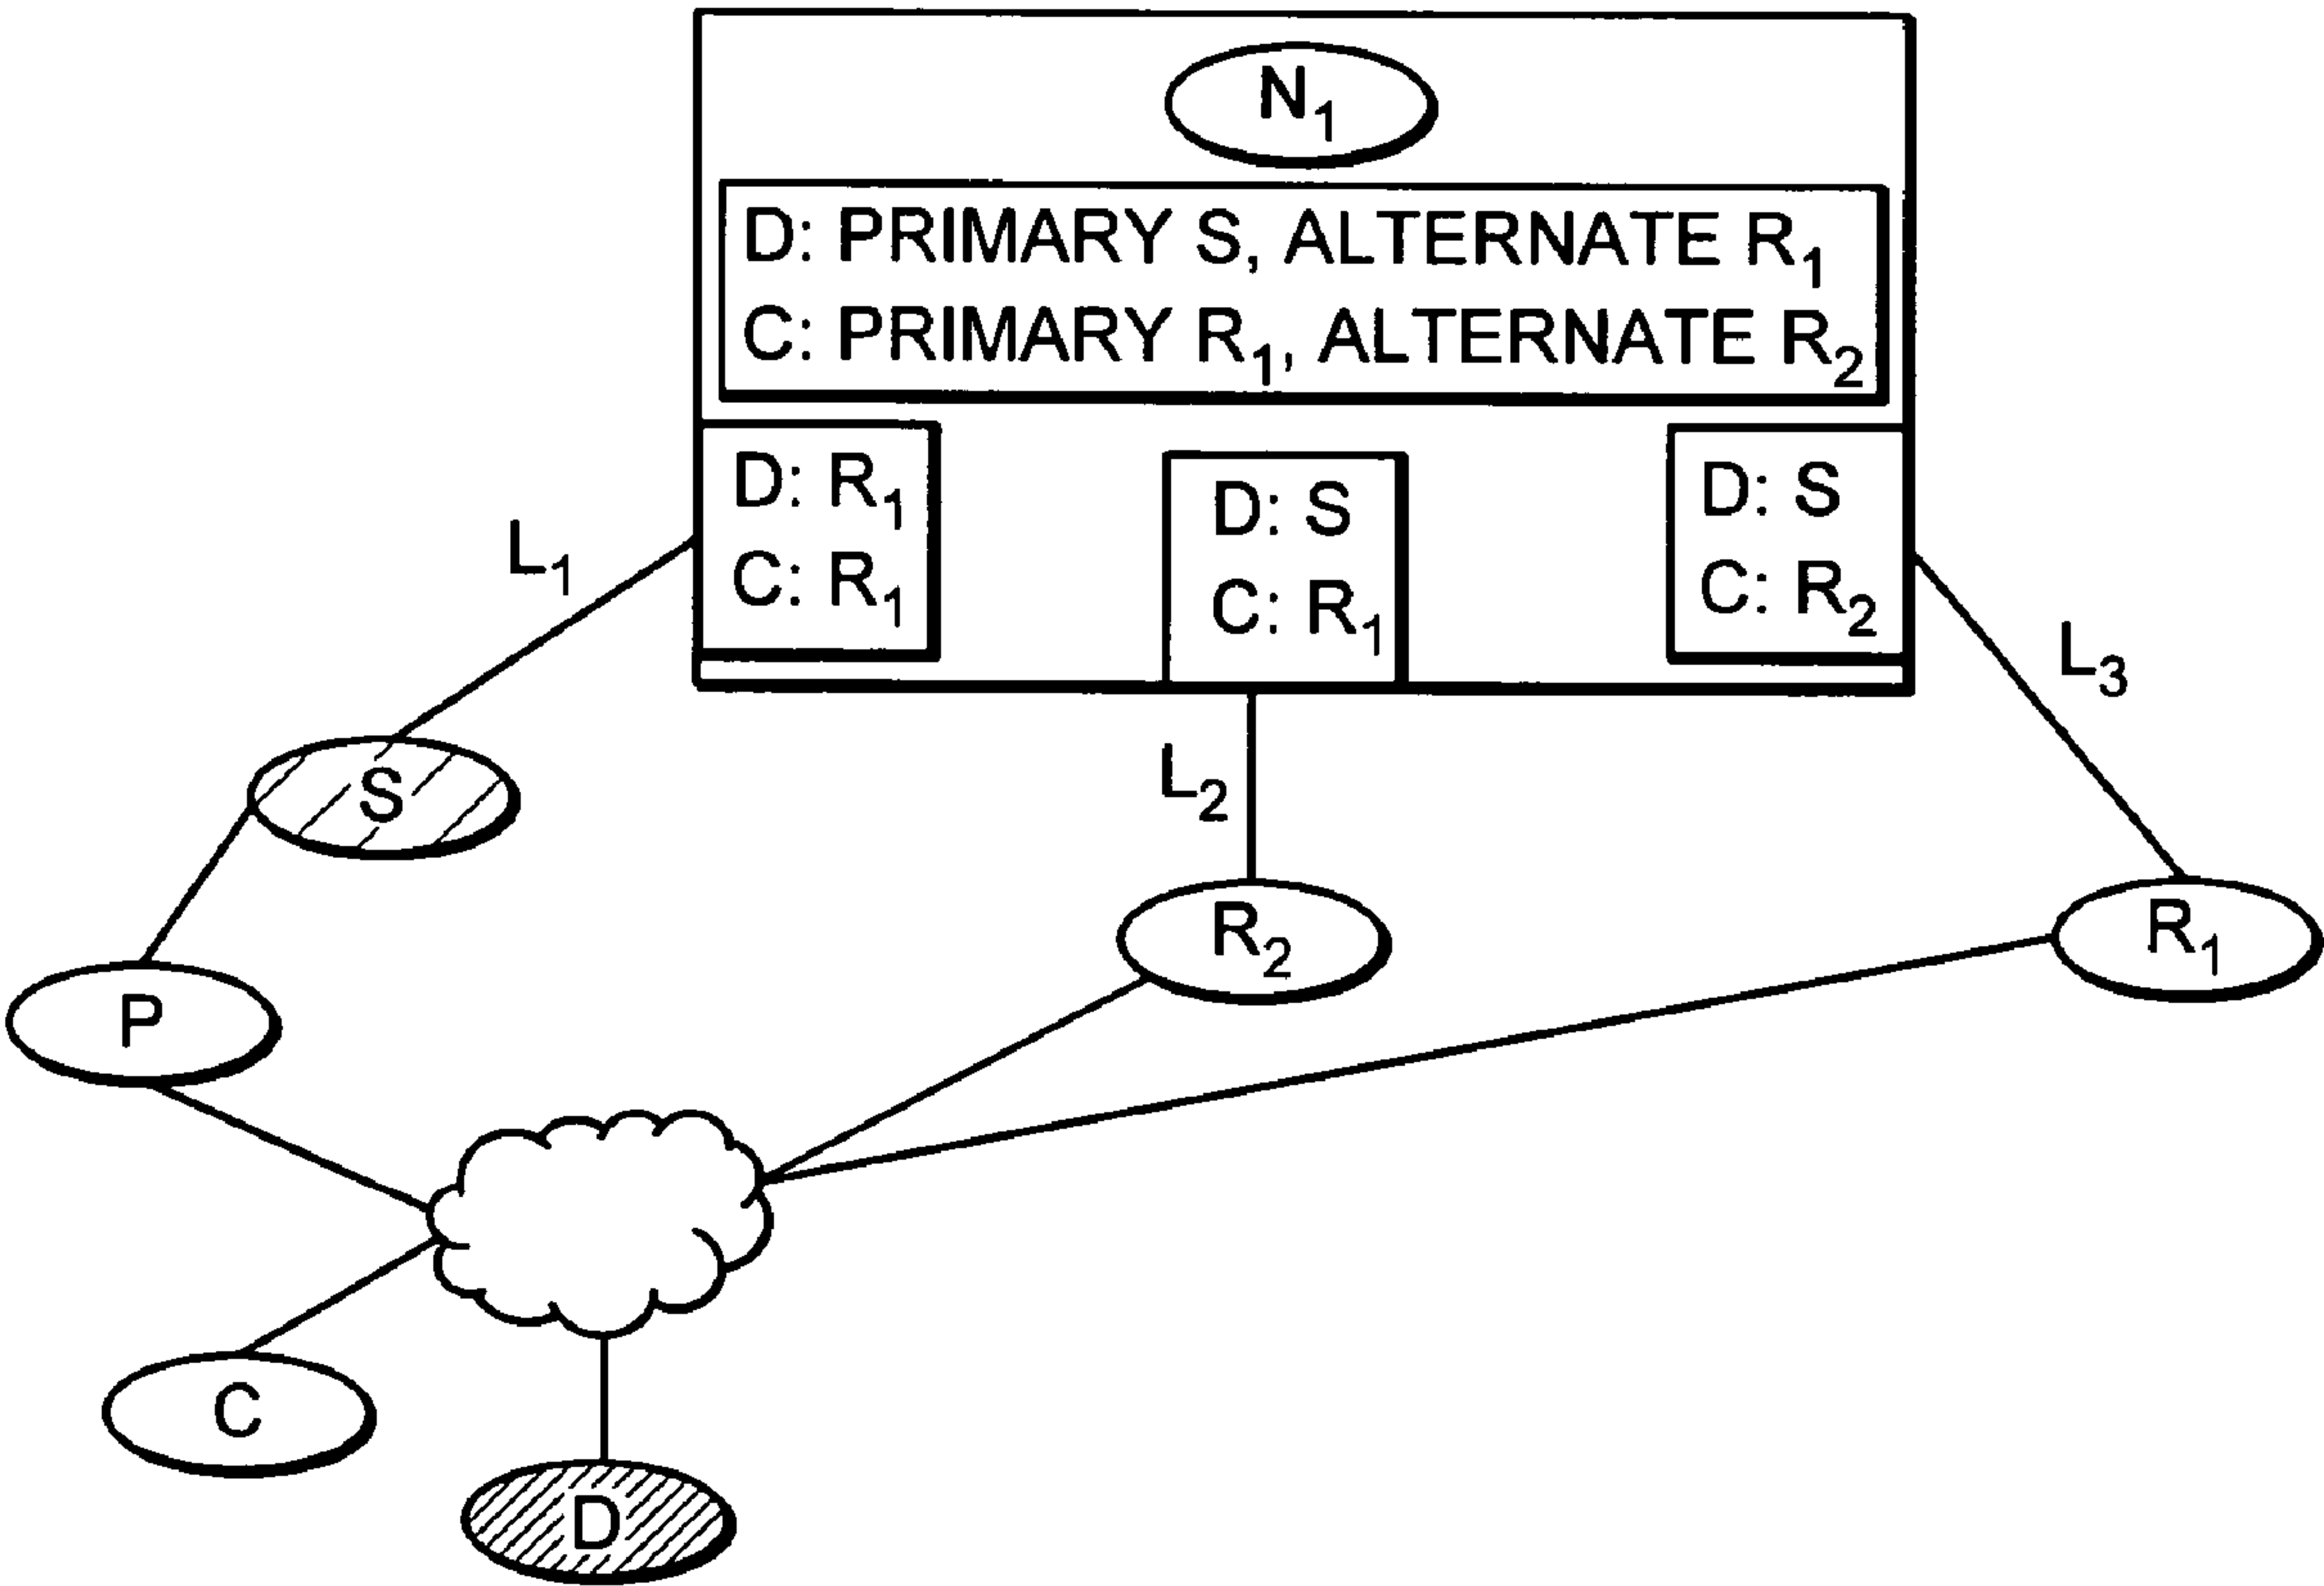 N₁
D: PRIMARY S, ALTERNATE R₁
C: PRIMARY R₁, ALTERNATE R₂
D: R₁
C: R₁
D: S
C: R₁
D: S
C: R₂
L₁
L₂
L₃
S
R₂
R₁
P
C
D